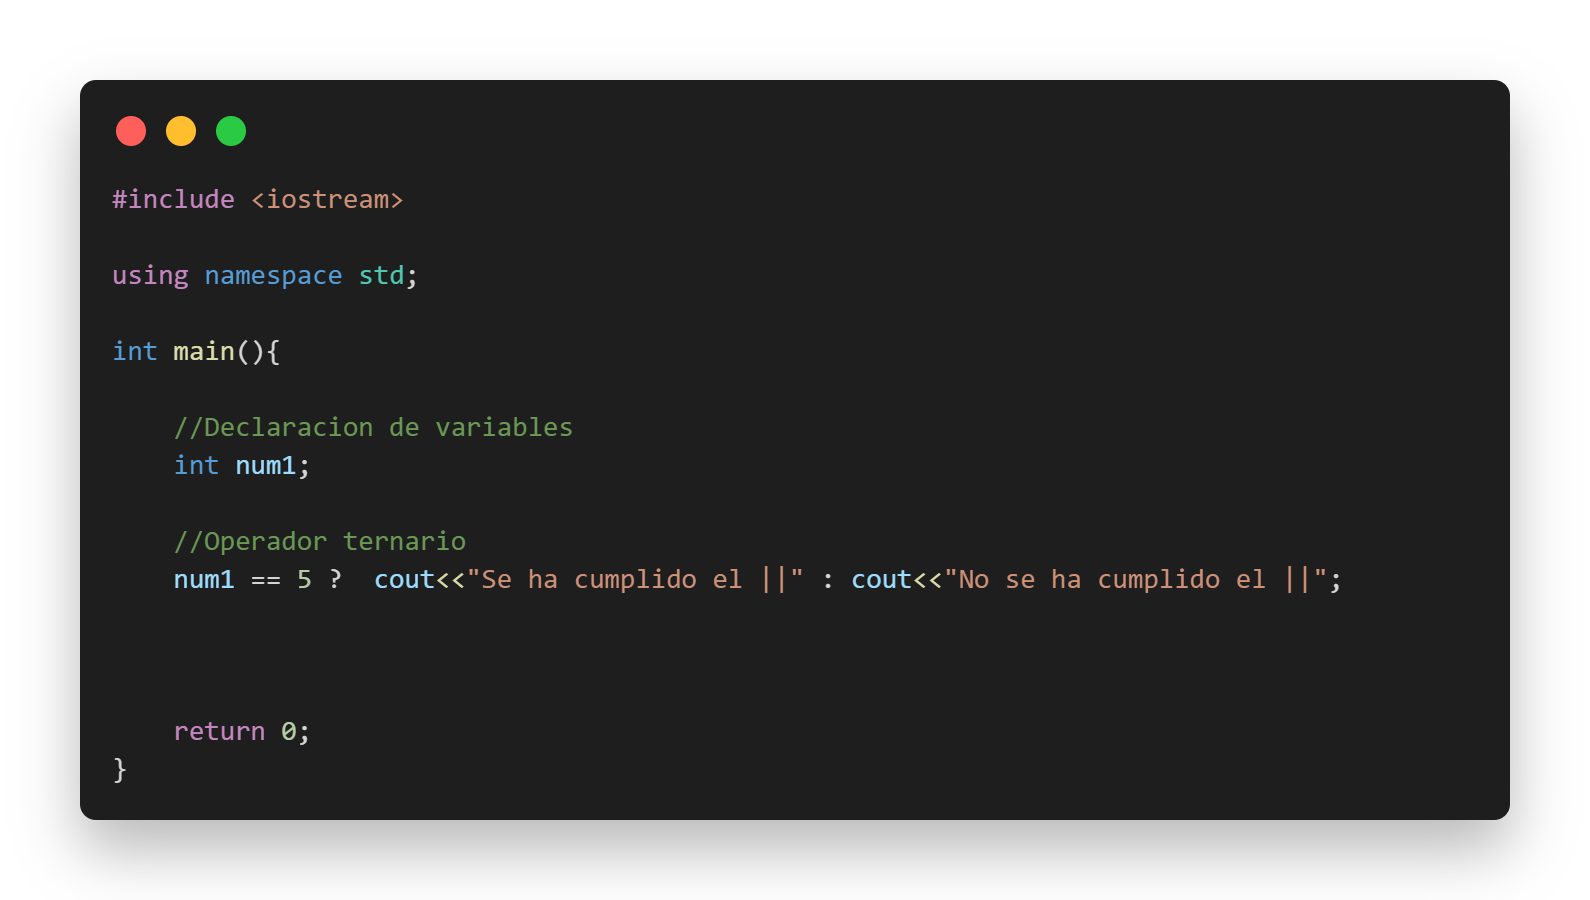 #include <iostream>
using namespace std;
int main(){
//Declaracion de variables
int num1;
//Operador ternario
num1 == 5 ?  cout<<"Se ha cumplido el ||" : cout<<"No se ha cumplido el ||";
return 0;
}